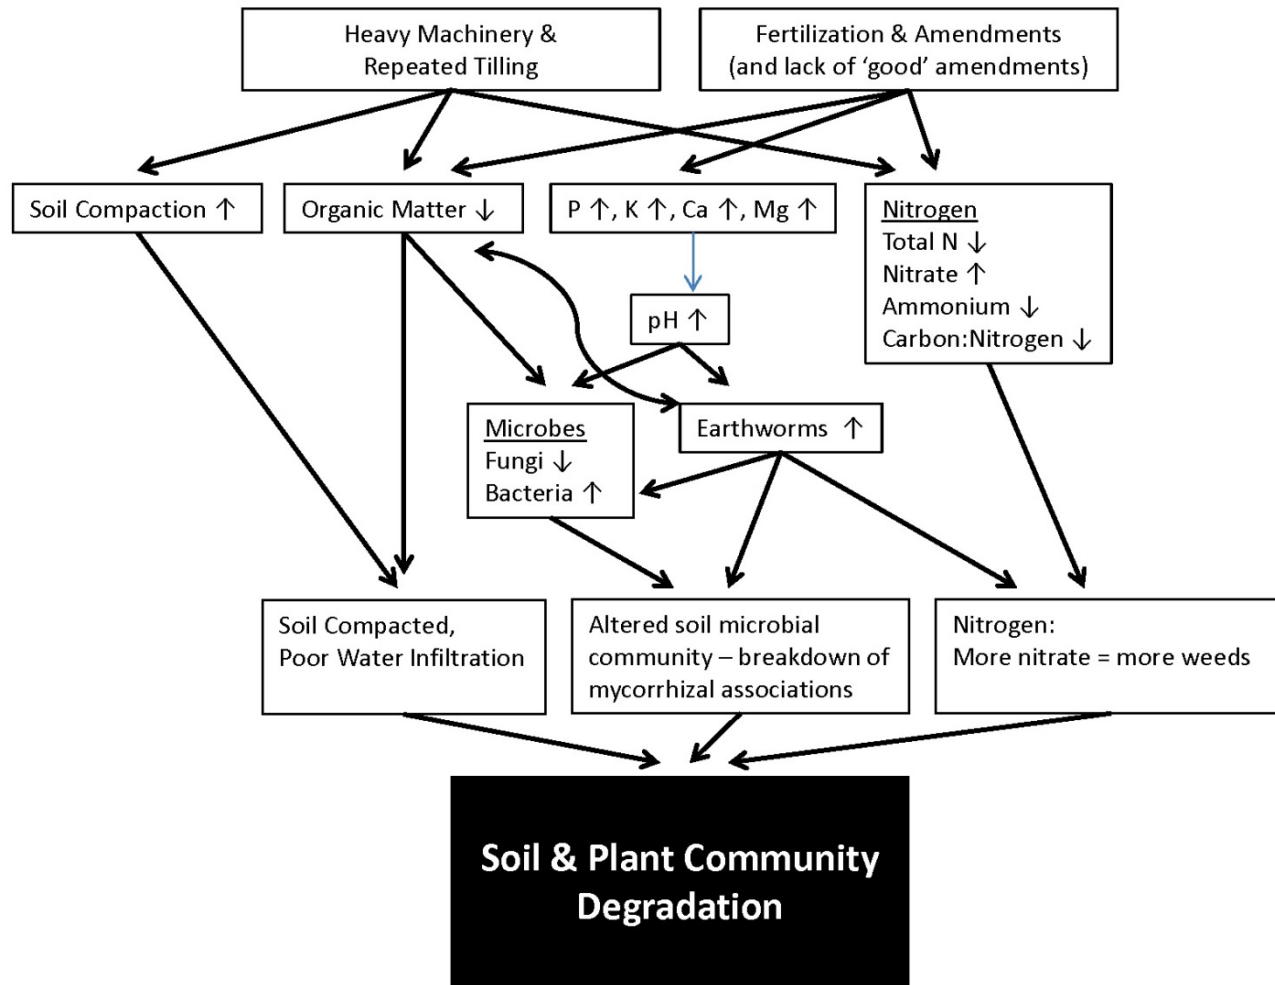 Heavy Machinery &
Repeated Tilling
Fertilization & Amendments
(and lack of ‘good’ amendments)
Soil Compaction ↑
Organic Matter ↓
P ↑, K ↑, Ca ↑, Mg ↑
Nitrogen
Total N ↓
Nitrate ↑
Ammonium ↓
Carbon:Nitrogen ↓
pH ↑
Microbes
Fungi ↓
Bacteria ↑
Earthworms ↑
Soil Compacted,
Poor Water Infiltration
Altered soil microbial
community – breakdown of
mycorrhizal associations
Nitrogen:
More nitrate = more weeds
Soil & Plant Community
Degradation